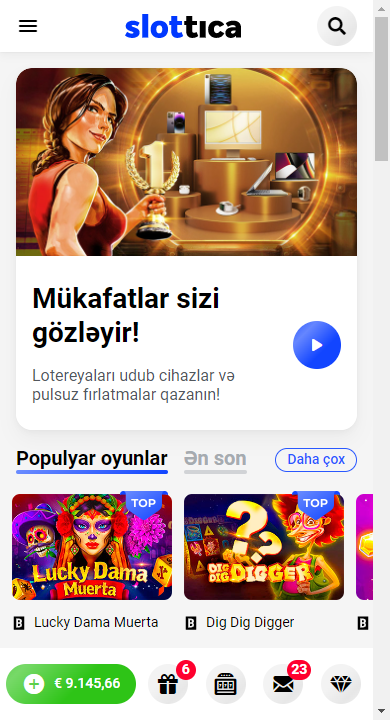 slottica
1
Mükafatlar sizi
gözləyir!
Lotereyaları udub cihazlar və
pulsuz fırlatmalar qazanın!
Populyar oyunlar
Ən son
Daha çox
TOP
TOP
Lucky Dama
Muerta
DIG DIG
DIGGER
B Lucky Dama Muerta
B Dig Dig Digger
B
€ 9.145,66
6
23